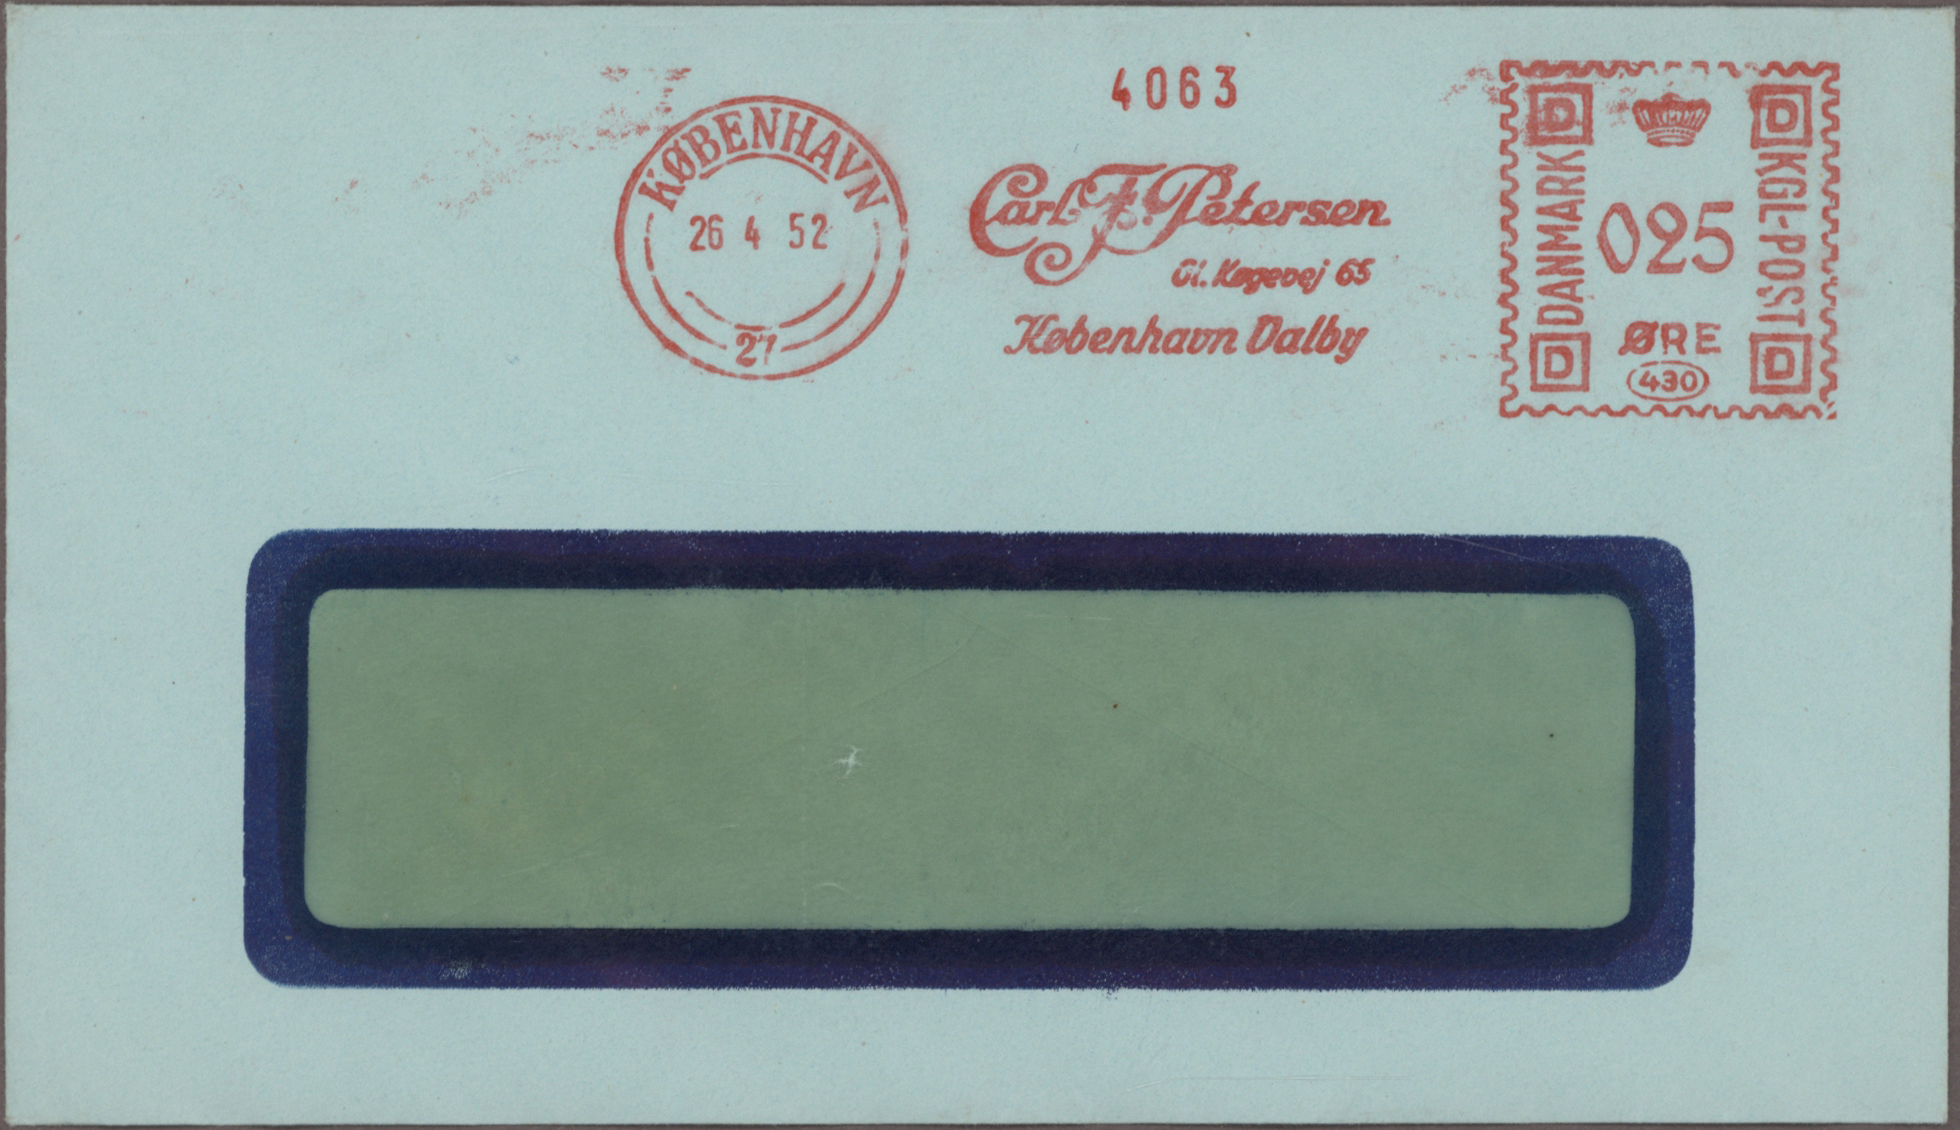 4063
KØBENHAVN
26 4 52
27
Carl F. Petersen
Gl. Køgevej 65
København Valby
D D
DANMARK
KGL-POST
025
ØRE
D D
430